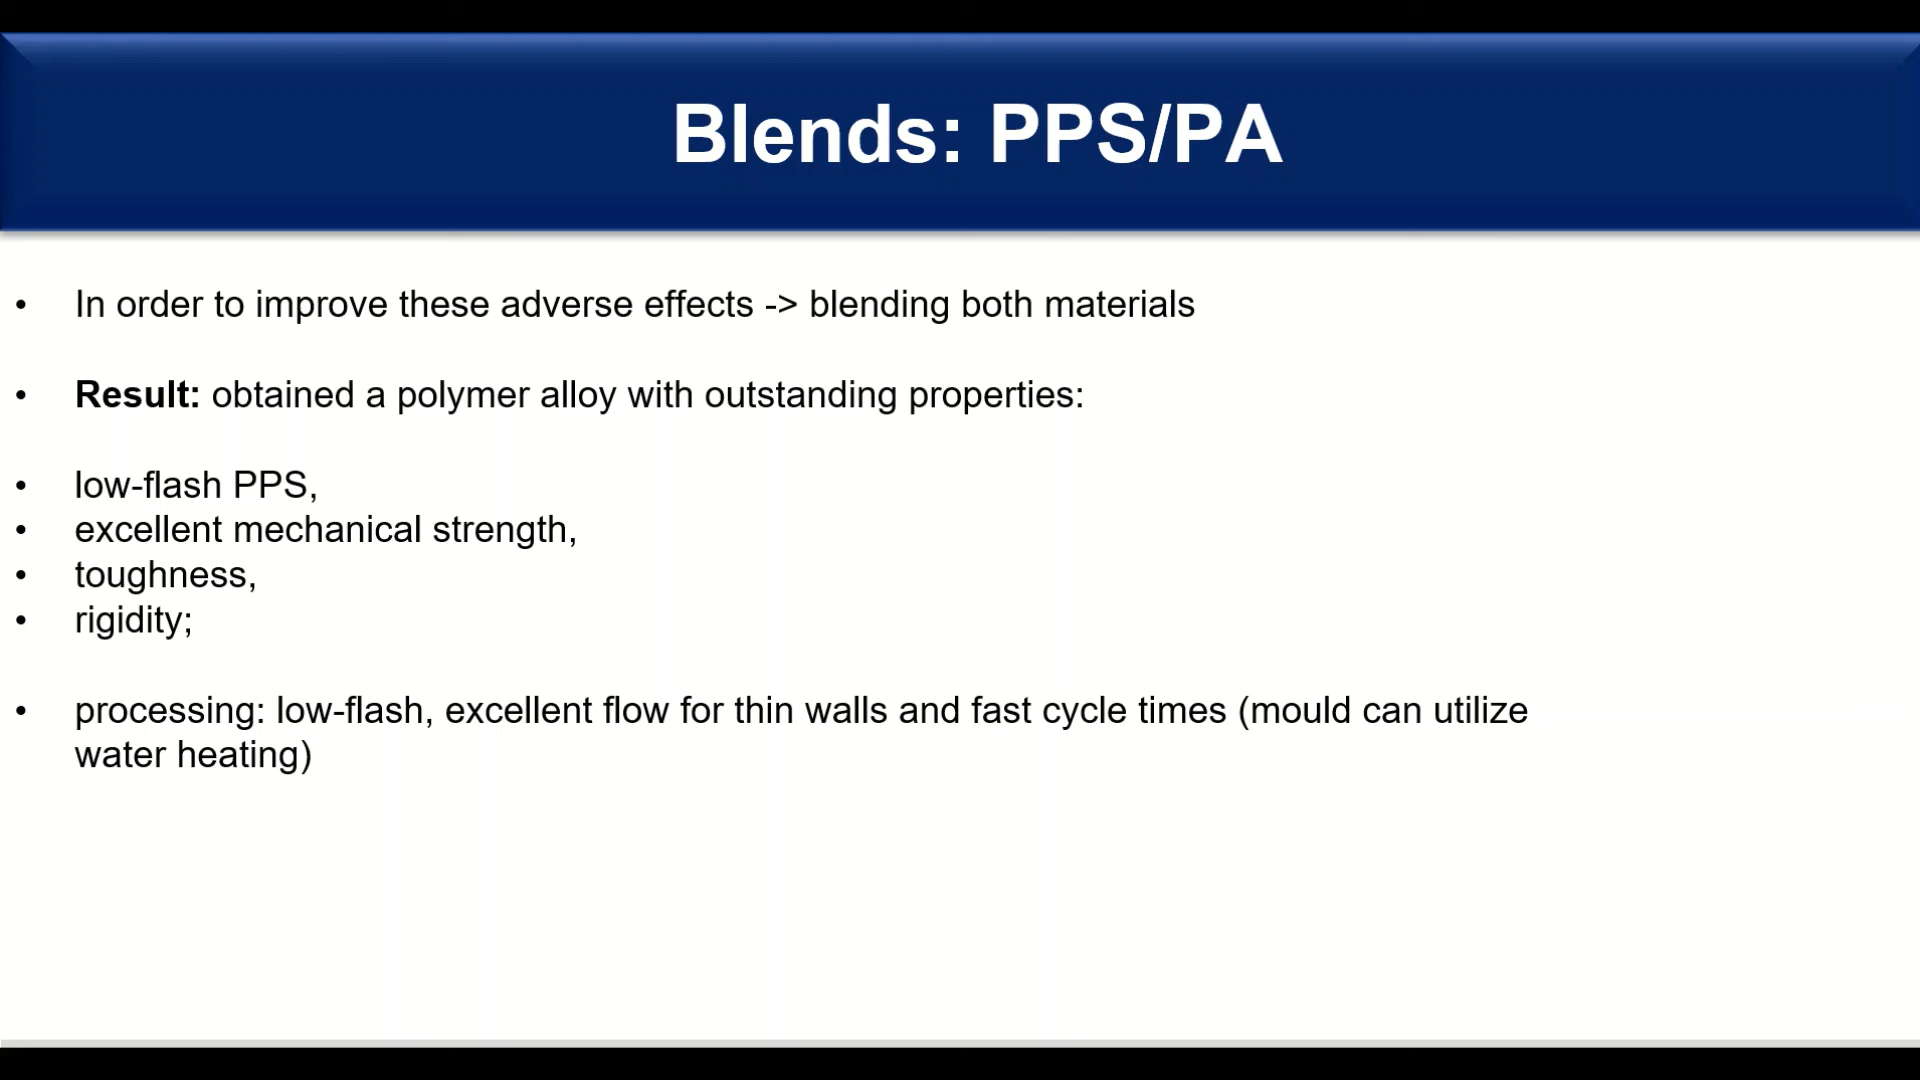 Blends: PPS/PA
• In order to improve these adverse effects -> blending both materials
• Result: obtained a polymer alloy with outstanding properties:
• low-flash PPS,
• excellent mechanical strength,
• toughness,
• rigidity;
• processing: low-flash, excellent flow for thin walls and fast cycle times (mould can utilize
water heating)